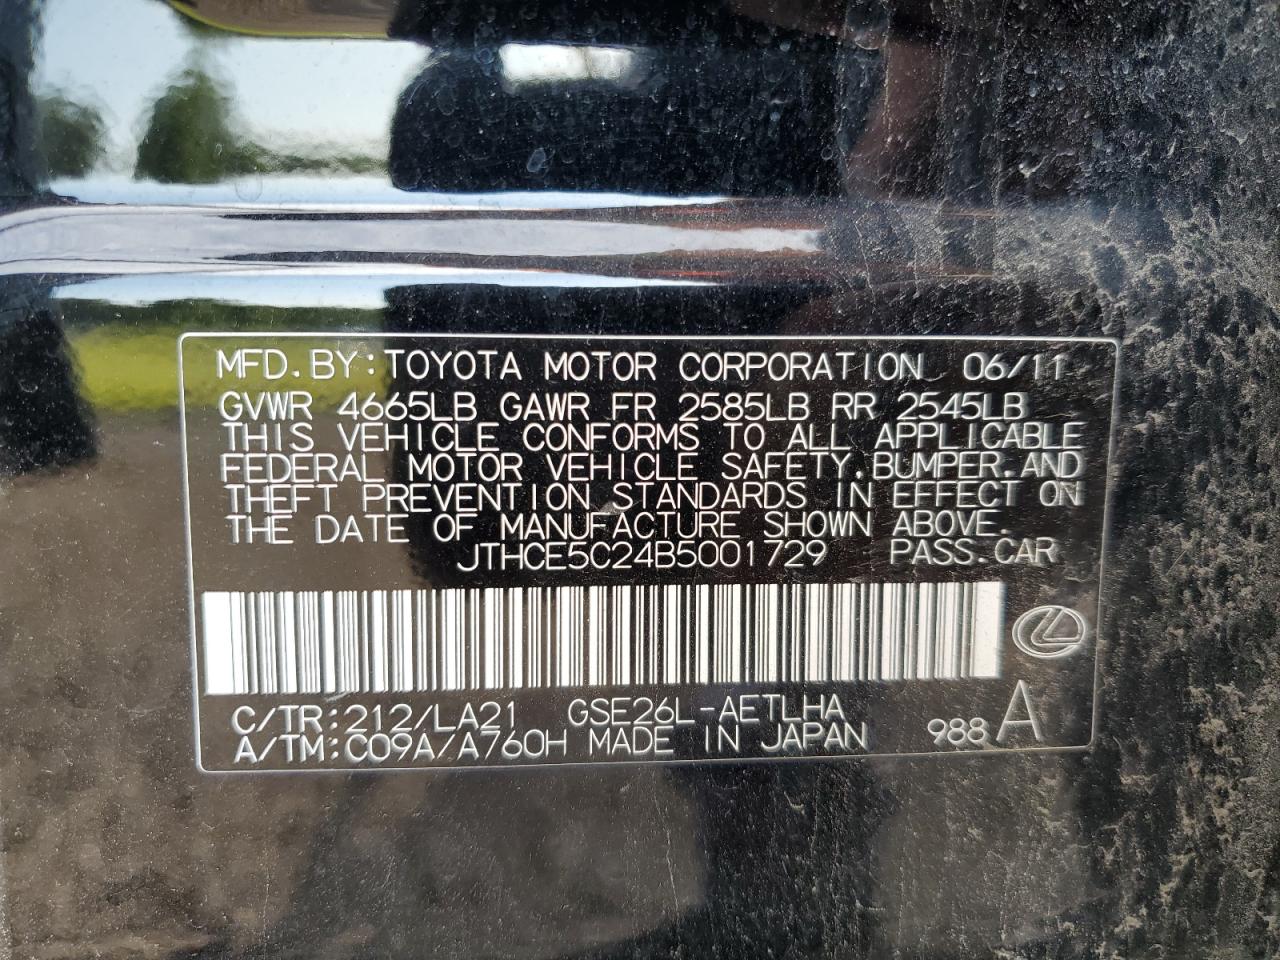 MFD.BY:TOYOTA MOTOR CORPORATION 06/11
GVWR 4665LB GAWR FR 2585LB RR 2545LB
THIS VEHICLE CONFORMS TO ALL APPLICABLE
FEDERAL MOTOR VEHICLE SAFETY,BUMPER,AND
THEFT PREVENTION STANDARDS IN EFFECT ON
THE DATE OF MANUFACTURE SHOWN ABOVE.
JTHCE5C24B5001729 PASS.CAR
C/TR:212/LA21 GSE26L-AETLHA
A/TM:C09A/A760H MADE IN JAPAN 988 A